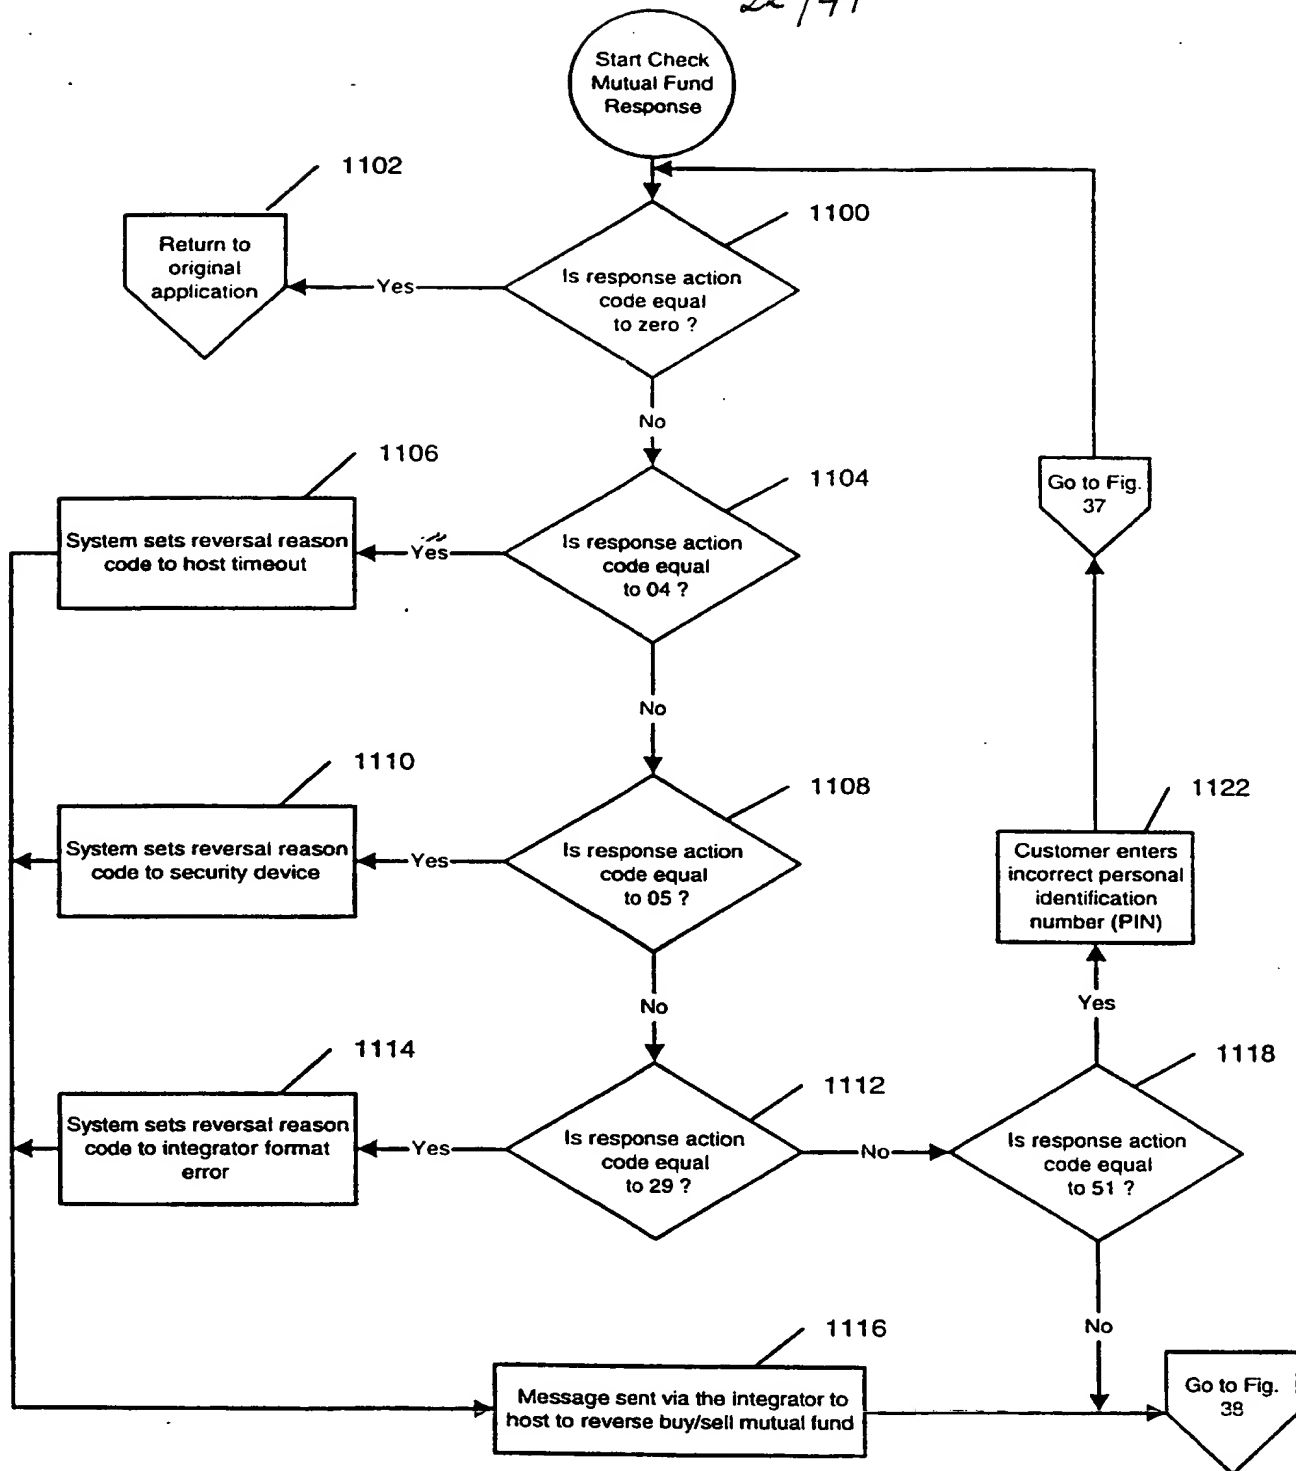 Start Check
Mutual Fund
Response
1102
1100
Return to
original
application
Yes
Is response action
code equal
to zero ?
No
1106
1104
Go to Fig.
37
System sets reversal reason
code to host timeout
Yes
Is response action
code equal
to 04 ?
No
1110
1108
1122
System sets reversal reason
code to security device
Yes
Is response action
code equal
to 05 ?
Customer enters
incorrect personal
identification
number (PIN)
No
Yes
1114
1112
1118
System sets reversal reason
code to integrator format
error
Yes
Is response action
code equal
to 29 ?
No
Is response action
code equal
to 51 ?
No
1116
Message sent via the integrator to
host to reverse buy/sell mutual fund
Go to Fig.
38